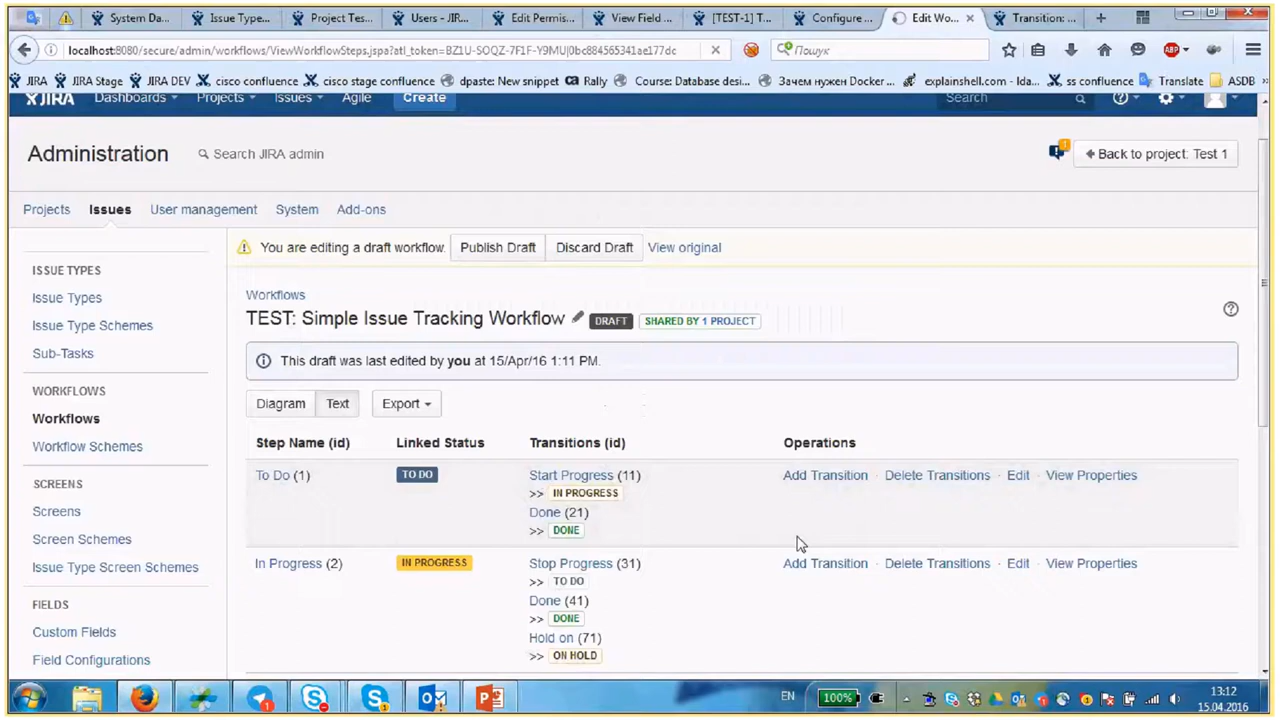 System Da...
Issue Type...
Project Tes...
Users - JIR...
Edit Permis...
View Field ...
[TEST-1] T...
Configure ...
Edit Wo...
Transition: ...
localhost:8080/secure/admin/workflows/ViewWorkflowSteps.jspa?atl_token=BZ1U-SOQZ-7F1F-Y9MU|0bc884565341ae177dc
Пошук
ABP
JIRA
JIRA Stage
JIRA DEV
cisco confluence
cisco stage confluence
dpaste: New snippet
ca Rally
Course: Database desi...
Зачем нужен Docker ...
explainshell.com - Ida...
ss confluence
Translate
ASDB
JIRA Dashboards Projects Issues Agile Create Search
Administration
Search JIRA admin
Back to project: Test 1
Projects Issues User management System Add-ons
You are editing a draft workflow. Publish Draft Discard Draft View original
ISSUE TYPES
Issue Types
Issue Type Schemes
Sub-Tasks
WORKFLOWS
Workflows
Workflow Schemes
SCREENS
Screens
Screen Schemes
Issue Type Screen Schemes
FIELDS
Custom Fields
Field Configurations
Workflows
TEST: Simple Issue Tracking Workflow DRAFT SHARED BY 1 PROJECT
This draft was last edited by you at 15/Apr/16 1:11 PM.
Diagram Text Export
Step Name (id) Linked Status Transitions (id) Operations
To Do (1) TO DO Start Progress (11) Add Transition · Delete Transitions · Edit · View Properties
>> IN PROGRESS
Done (21)
>> DONE
In Progress (2) IN PROGRESS Stop Progress (31) Add Transition · Delete Transitions · Edit · View Properties
>> TO DO
Done (41)
>> DONE
Hold on (71)
>> ON HOLD
EN 100% 13:12
15.04.2016